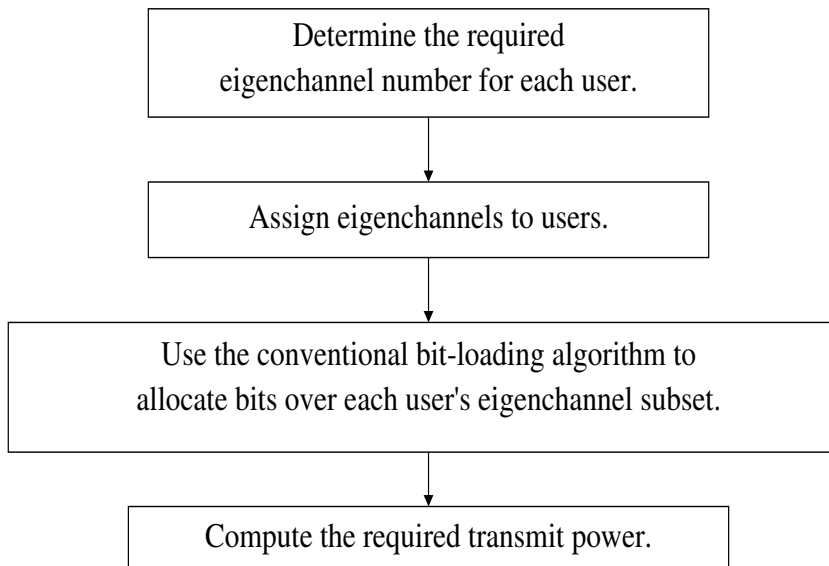 Determine the required
eigenchannel number for each user.
Assign eigenchannels to users.
Use the conventional bit-loading algorithm to
allocate bits over each user's eigenchannel subset.
Compute the required transmit power.